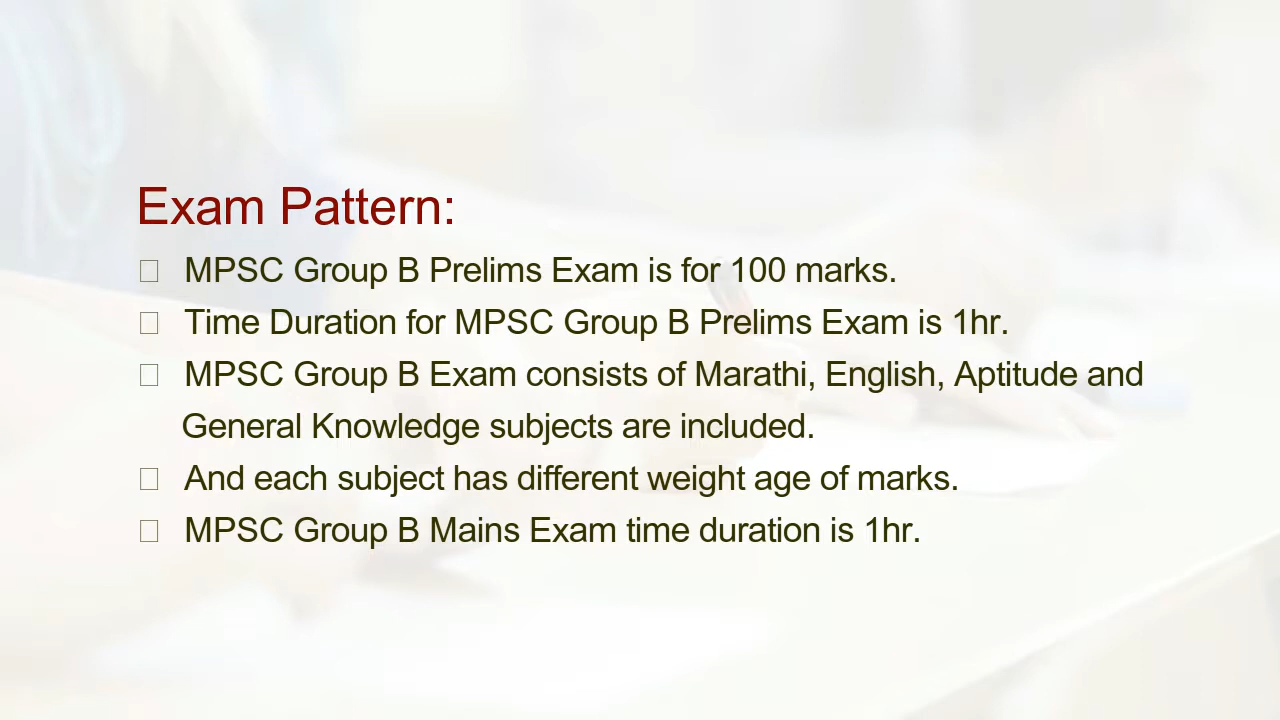 Exam Pattern:
MPSC Group B Prelims Exam is for 100 marks.
Time Duration for MPSC Group B Prelims Exam is 1hr.
MPSC Group B Exam consists of Marathi, English, Aptitude and
General Knowledge subjects are included.
And each subject has different weight age of marks.
MPSC Group B Mains Exam time duration is 1hr.